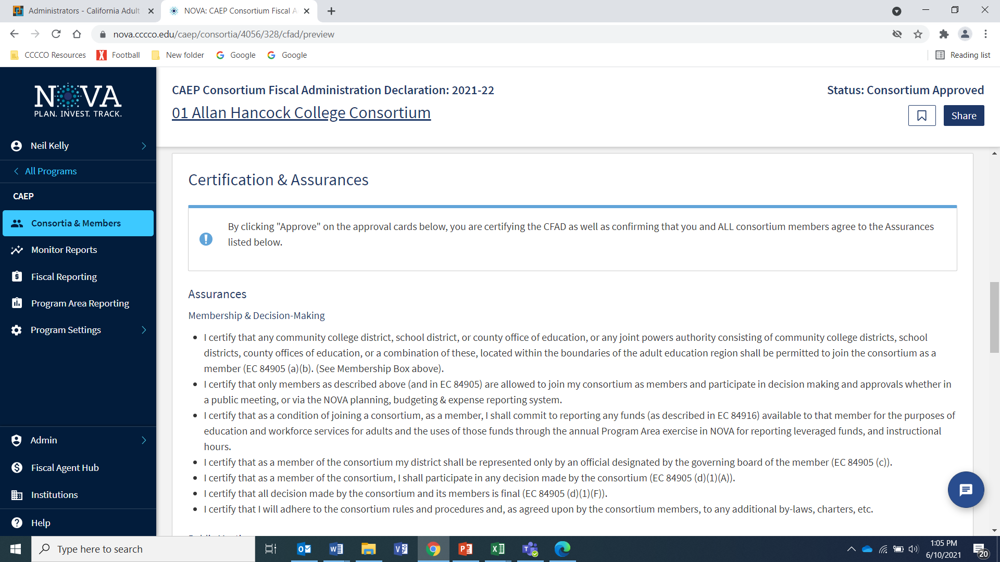 Administrators - California Adult
NOVA: CAEP Consortium Fiscal A
nova.cccco.edu/caep/consortia/4056/328/cfad/preview
CCCCO Resources
Football
New folder
Google
Google
Reading list
NOVA
PLAN. INVEST. TRACK.
Neil Kelly
All Programs
CAEP
Consortia & Members
Monitor Reports
Fiscal Reporting
Program Area Reporting
Program Settings
Admin
Fiscal Agent Hub
Institutions
Help
CAEP Consortium Fiscal Administration Declaration: 2021-22
Status: Consortium Approved
01 Allan Hancock College Consortium
Share
Certification & Assurances
By clicking "Approve" on the approval cards below, you are certifying the CFAD as well as confirming that you and ALL consortium members agree to the Assurances
listed below.
Assurances
Membership & Decision-Making
• I certify that any community college district, school district, or county office of education, or any joint powers authority consisting of community college districts, school
districts, county offices of education, or a combination of these, located within the boundaries of the adult education region shall be permitted to join the consortium as a
member (EC 84905 (a)(b). (See Membership Box above).
• I certify that only members as described above (and in EC 84905) are allowed to join my consortium as members and participate in decision making and approvals whether in
a public meeting, or via the NOVA planning, budgeting & expense reporting system.
• I certify that as a condition of joining a consortium, as a member, I shall commit to reporting any funds (as described in EC 84916) available to that member for the purposes of
education and workforce services for adults and the uses of those funds through the annual Program Area exercise in NOVA for reporting leveraged funds, and instructional
hours.
• I certify that as a member of the consortium my district shall be represented only by an official designated by the governing board of the member (EC 84905 (c)).
• I certify that as a member of the consortium, I shall participate in any decision made by the consortium (EC 84905 (d)(1)(A)).
• I certify that all decision made by the consortium and its members is final (EC 84905 (d)(1)(F)).
• I certify that I will adhere to the consortium rules and procedures and, as agreed upon by the consortium members, to any additional by-laws, charters, etc.
Type here to search
1:05 PM
6/10/2021
20